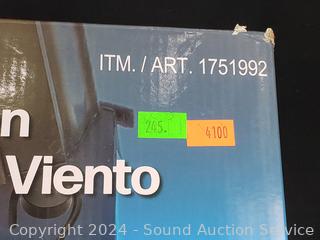 ITM. / ART. 1751992
n
245.
4100
Viento
Copyright 2024 - Sound Auction Service